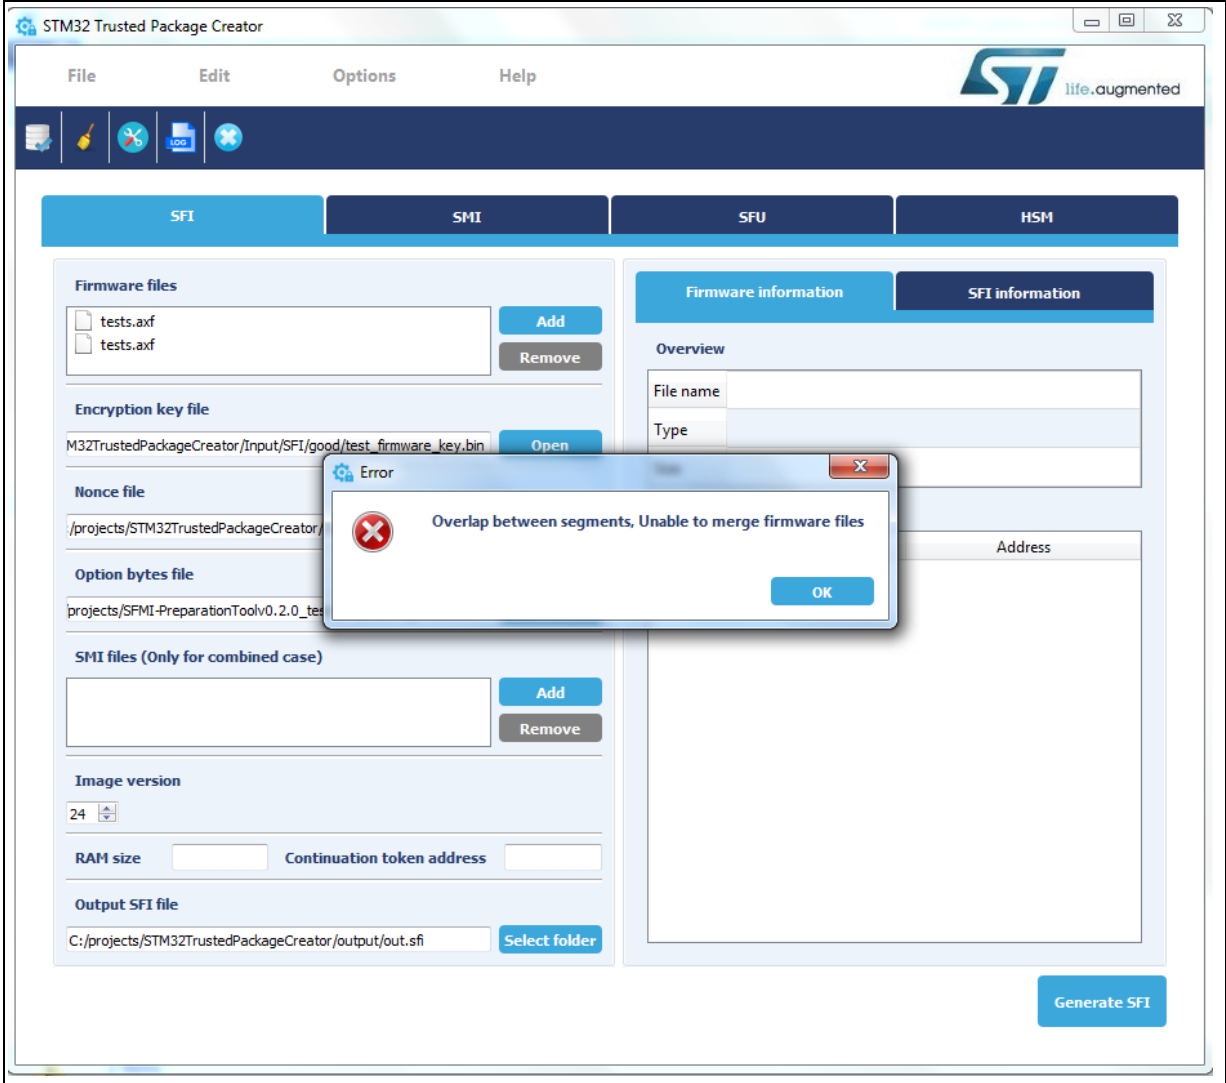 STM32 Trusted Package Creator
File Edit Options Help
ST life.augmented
LOG
SFI SMI SFU HSM
Firmware files
tests.axf
tests.axf
Add
Remove
Encryption key file
M32TrustedPackageCreator/Input/SFI/good/test_firmware_key.bin
Open
Nonce file
:/projects/STM32TrustedPackageCreator/
Option bytes file
projects/SFMI-PreparationToolv0.2.0_tes
SMI files (Only for combined case)
Add
Remove
Image version
24
RAM size Continuation token address
Output SFI file
C:/projects/STM32TrustedPackageCreator/output/out.sfi
Select folder
Firmware information SFI information
Overview
File name
Type
Address
Error
Overlap between segments, Unable to merge firmware files
OK
Generate SFI